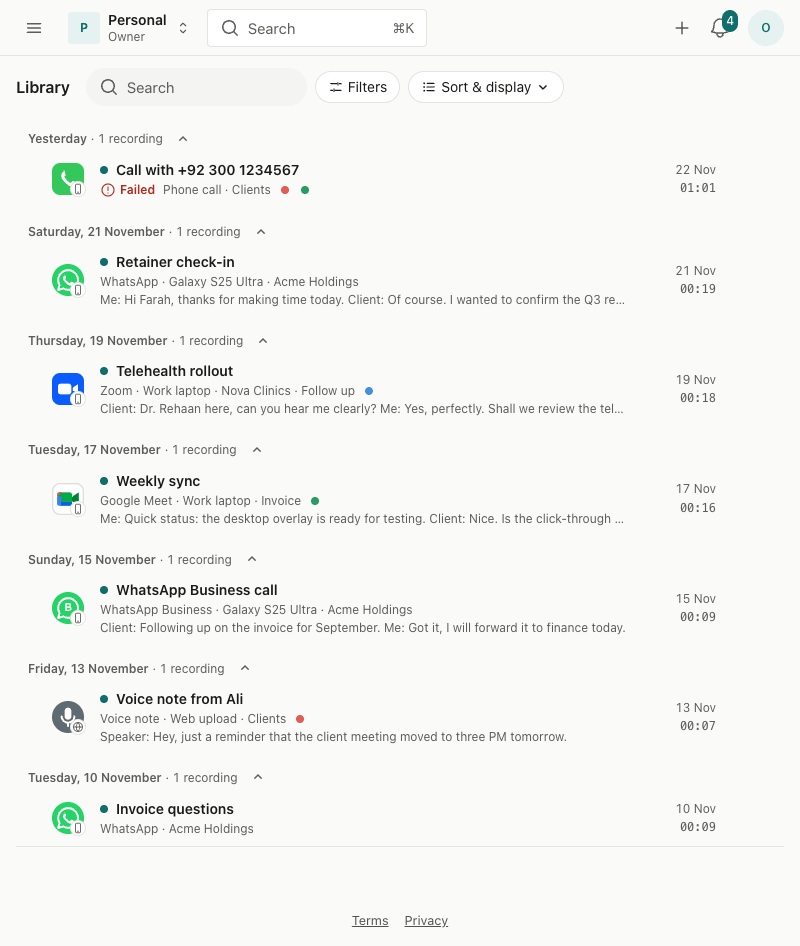 P
Personal
Owner
Search ⌘K
4
O
Library
Search
Filters
Sort & display
Yesterday · 1 recording
Call with +92 300 1234567
22 Nov
Failed Phone call · Clients
01:01
Saturday, 21 November · 1 recording
Retainer check-in
21 Nov
WhatsApp · Galaxy S25 Ultra · Acme Holdings
00:19
Me: Hi Farah, thanks for making time today. Client: Of course. I wanted to confirm the Q3 re...
Thursday, 19 November · 1 recording
Telehealth rollout
19 Nov
Zoom · Work laptop · Nova Clinics · Follow up
00:18
Client: Dr. Rehaan here, can you hear me clearly? Me: Yes, perfectly. Shall we review the tel...
Tuesday, 17 November · 1 recording
Weekly sync
17 Nov
Google Meet · Work laptop · Invoice
00:16
Me: Quick status: the desktop overlay is ready for testing. Client: Nice. Is the click-through ...
Sunday, 15 November · 1 recording
WhatsApp Business call
15 Nov
B
WhatsApp Business · Galaxy S25 Ultra · Acme Holdings
00:09
Client: Following up on the invoice for September. Me: Got it, I will forward it to finance today.
Friday, 13 November · 1 recording
Voice note from Ali
13 Nov
Voice note · Web upload · Clients
00:07
Speaker: Hey, just a reminder that the client meeting moved to three PM tomorrow.
Tuesday, 10 November · 1 recording
Invoice questions
10 Nov
WhatsApp · Acme Holdings
00:09
Terms Privacy